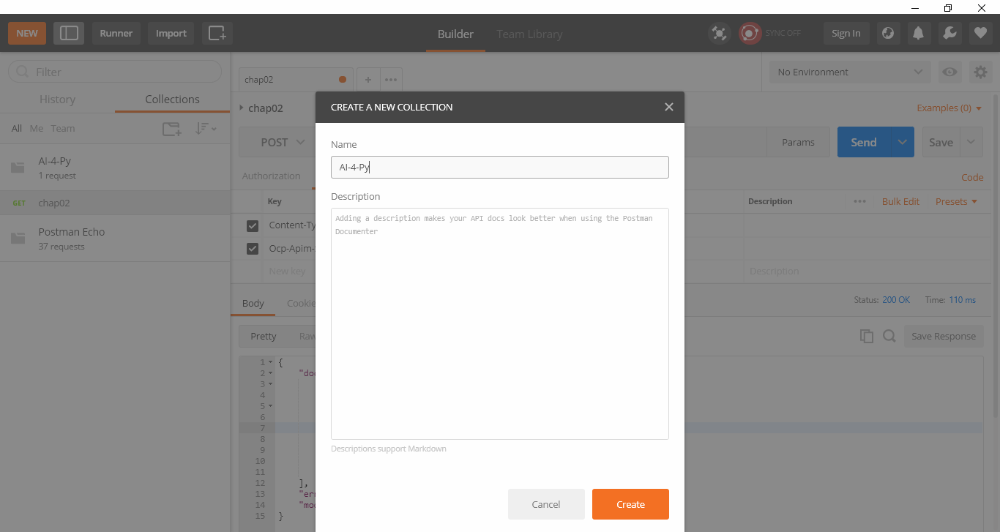 NEW
Runner
Import
Builder
Team Library
SYNC OFF
Sign In
Filter
History
Collections
All Me Team
AI-4-Py
1 request
GET chap02
Postman Echo
37 requests
chap02
+
No Environment
chap02
Examples (0)
POST
Params
Send
Save
Authorization
Code
Key
Description
Bulk Edit
Presets
Content-Ty
Ocp-Apim-
New key
Description
Body
Cookie
Status: 200 OK
Time: 110 ms
Pretty
Raw
Save Response
1 {
2 "do
3
4
5
6
7
8
9
10
11
12 ],
13 "er
14 "mo
15 }
CREATE A NEW COLLECTION
Name
AI-4-Py
Description
Adding a description makes your API docs look better when using the Postman
Documenter
Descriptions support Markdown
Cancel
Create